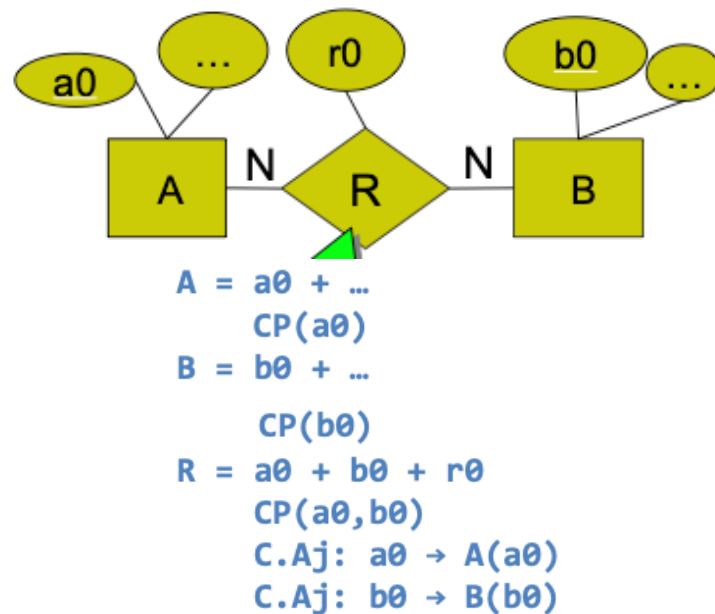 a0 ... r0 b0 ...
A N R N B
A = a0 + …
CP(a0)
B = b0 + …
CP(b0)
R = a0 + b0 + r0
CP(a0,b0)
C.Aj: a0 → A(a0)
C.Aj: b0 → B(b0)